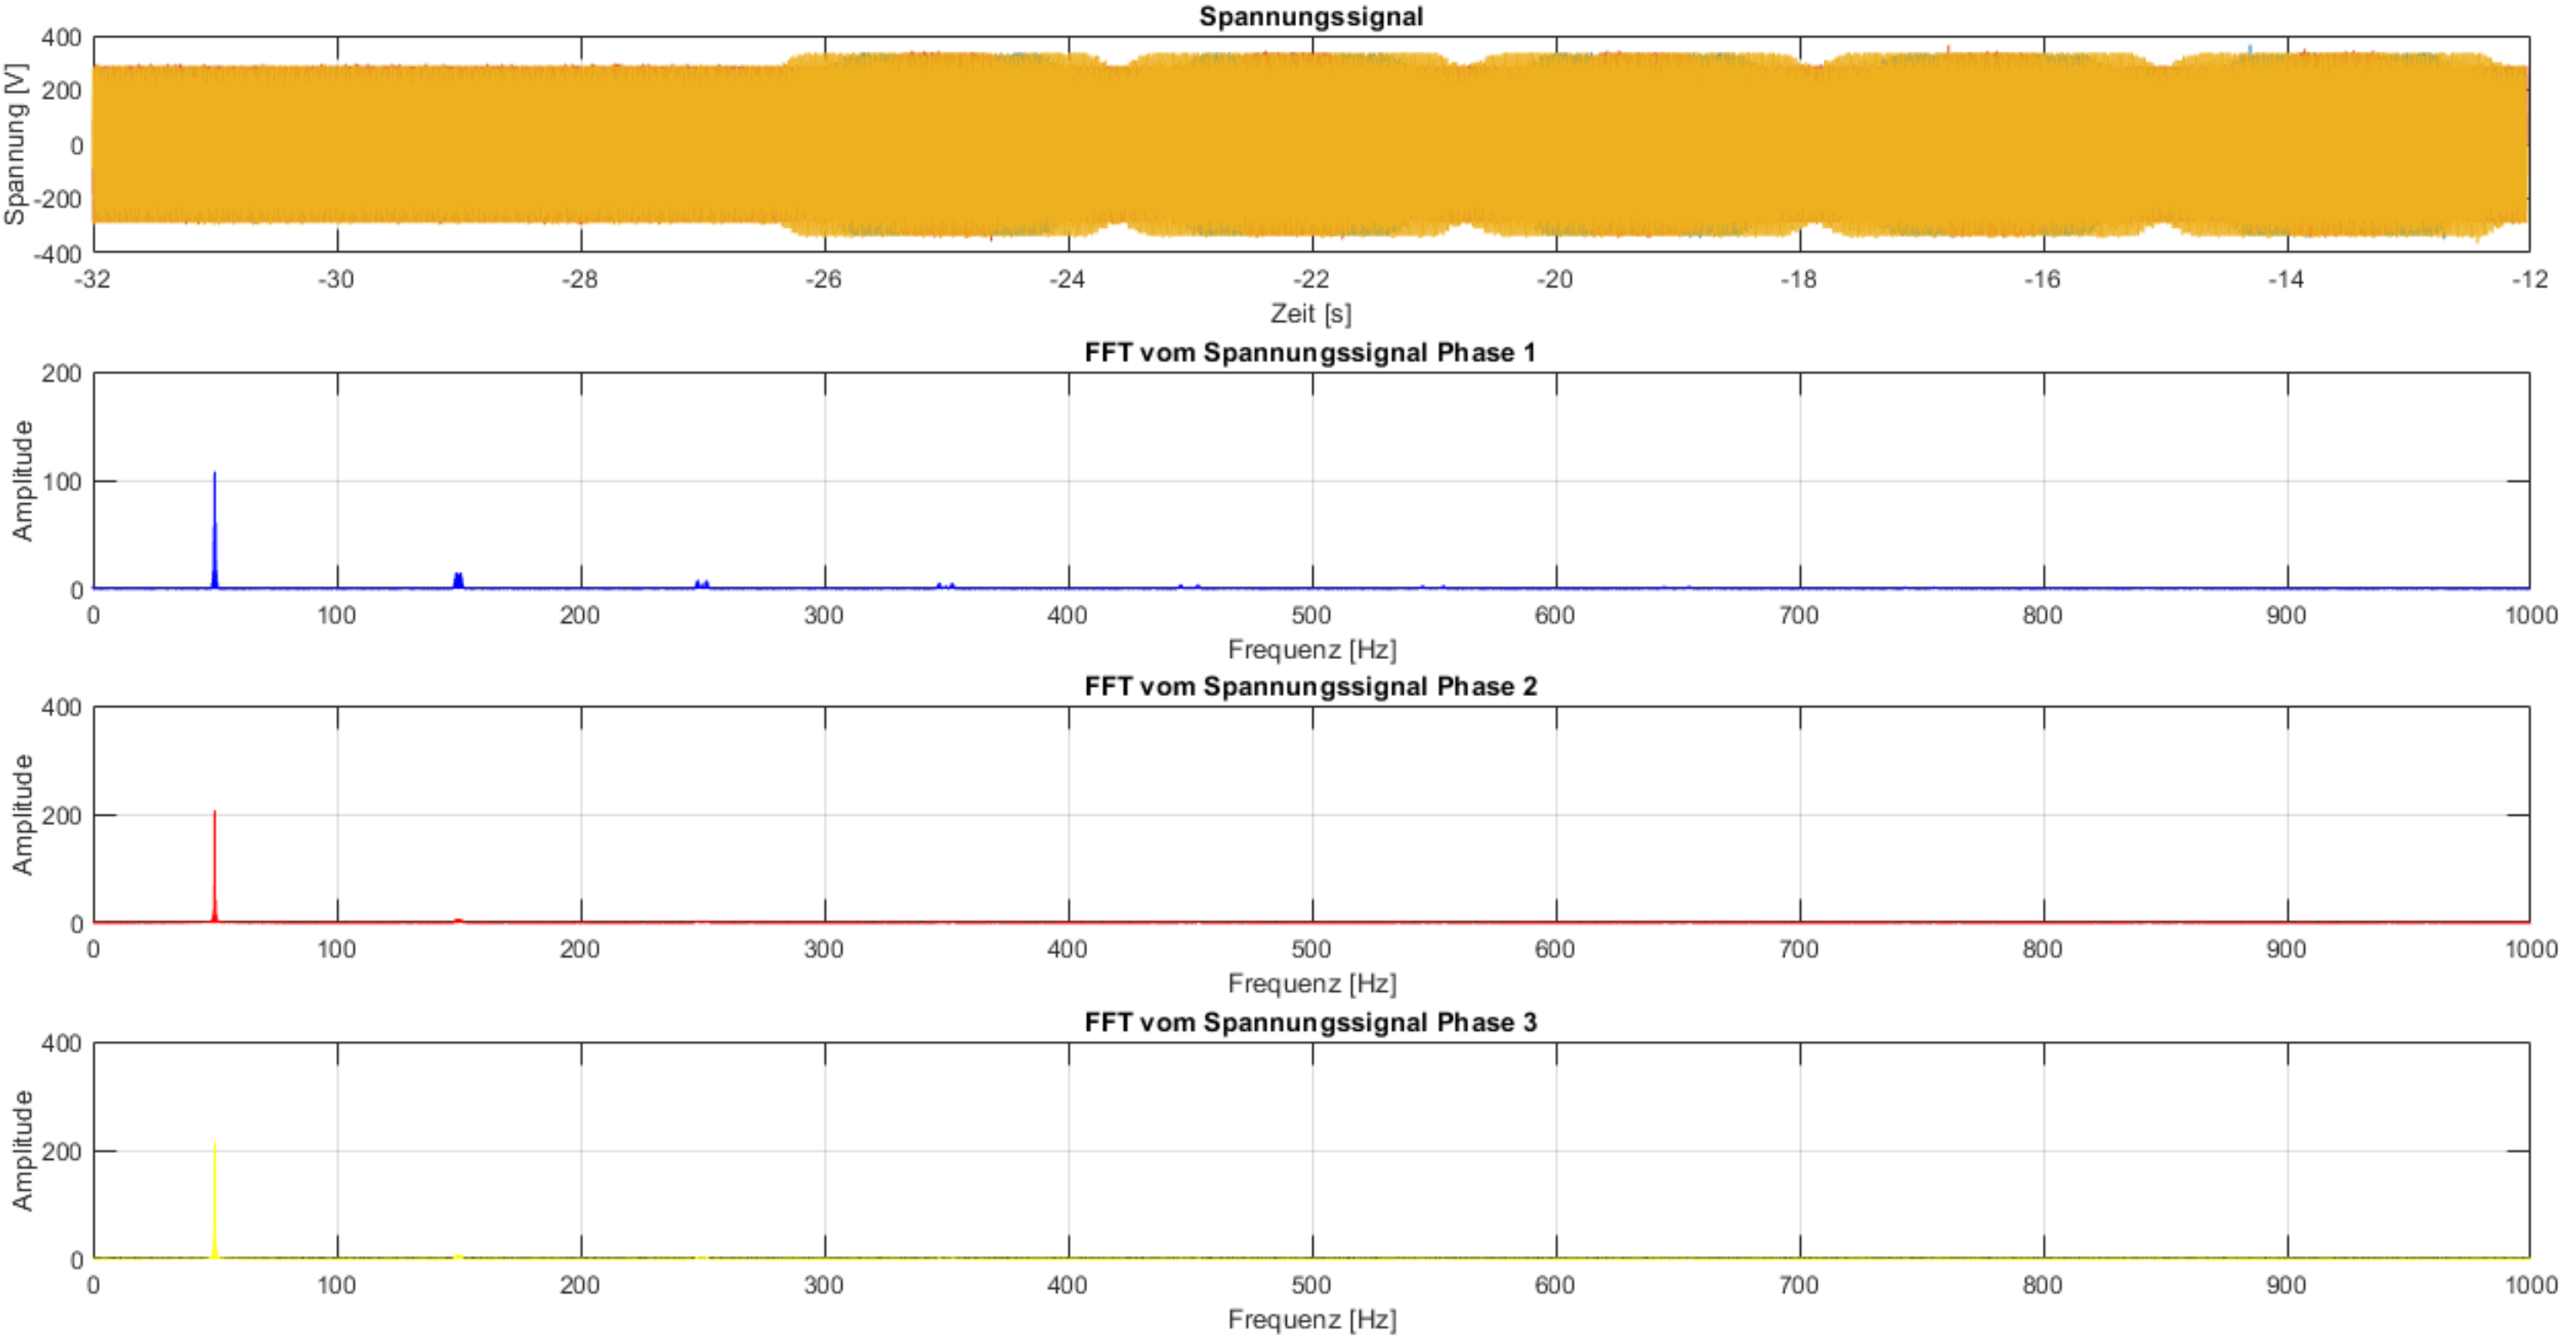 Spannungssignal
400
200
0
-200
-400
Spannung [V]
-32 -30 -28 -26 -24 -22 -20 -18 -16 -14 -12
Zeit [s]
FFT vom Spannungssignal Phase 1
200
100
0
Amplitude
0 100 200 300 400 500 600 700 800 900 1000
Frequenz [Hz]
FFT vom Spannungssignal Phase 2
400
200
0
Amplitude
0 100 200 300 400 500 600 700 800 900 1000
Frequenz [Hz]
FFT vom Spannungssignal Phase 3
400
200
0
Amplitude
0 100 200 300 400 500 600 700 800 900 1000
Frequenz [Hz]